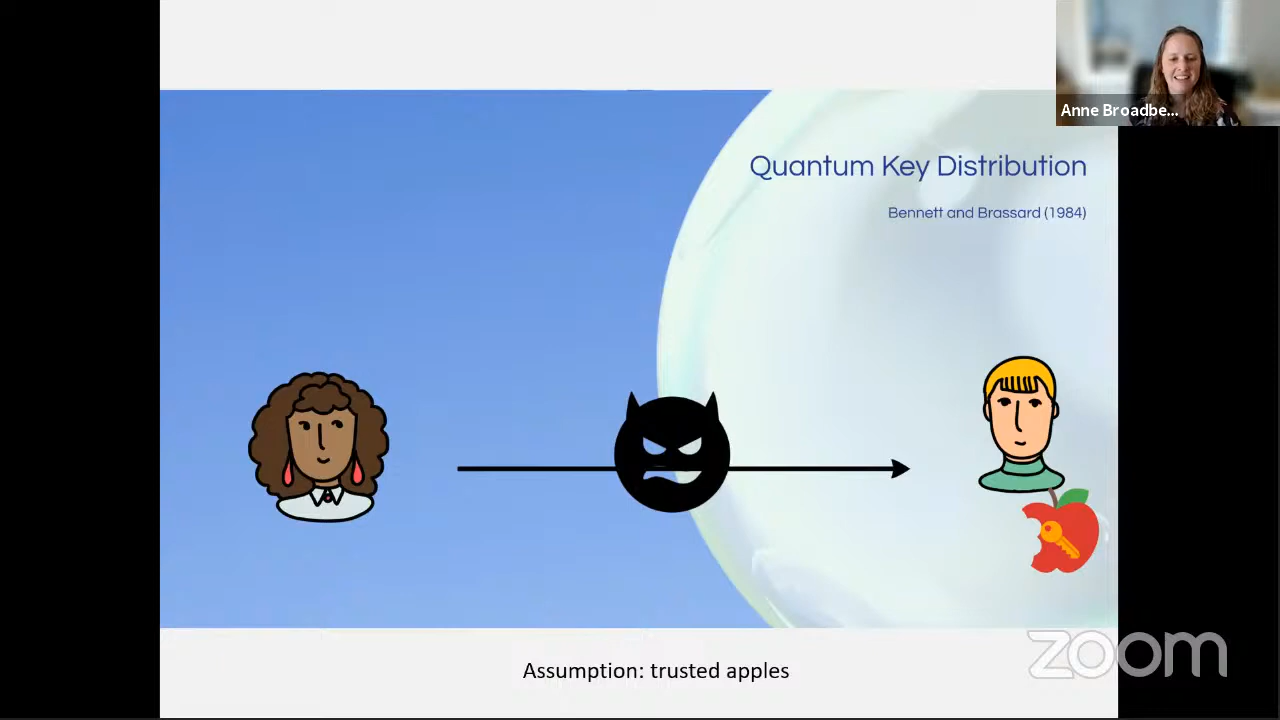 Anne Broadbe...
Quantum Key Distribution
Bennett and Brassard (1984)
Assumption: trusted apples
zoom